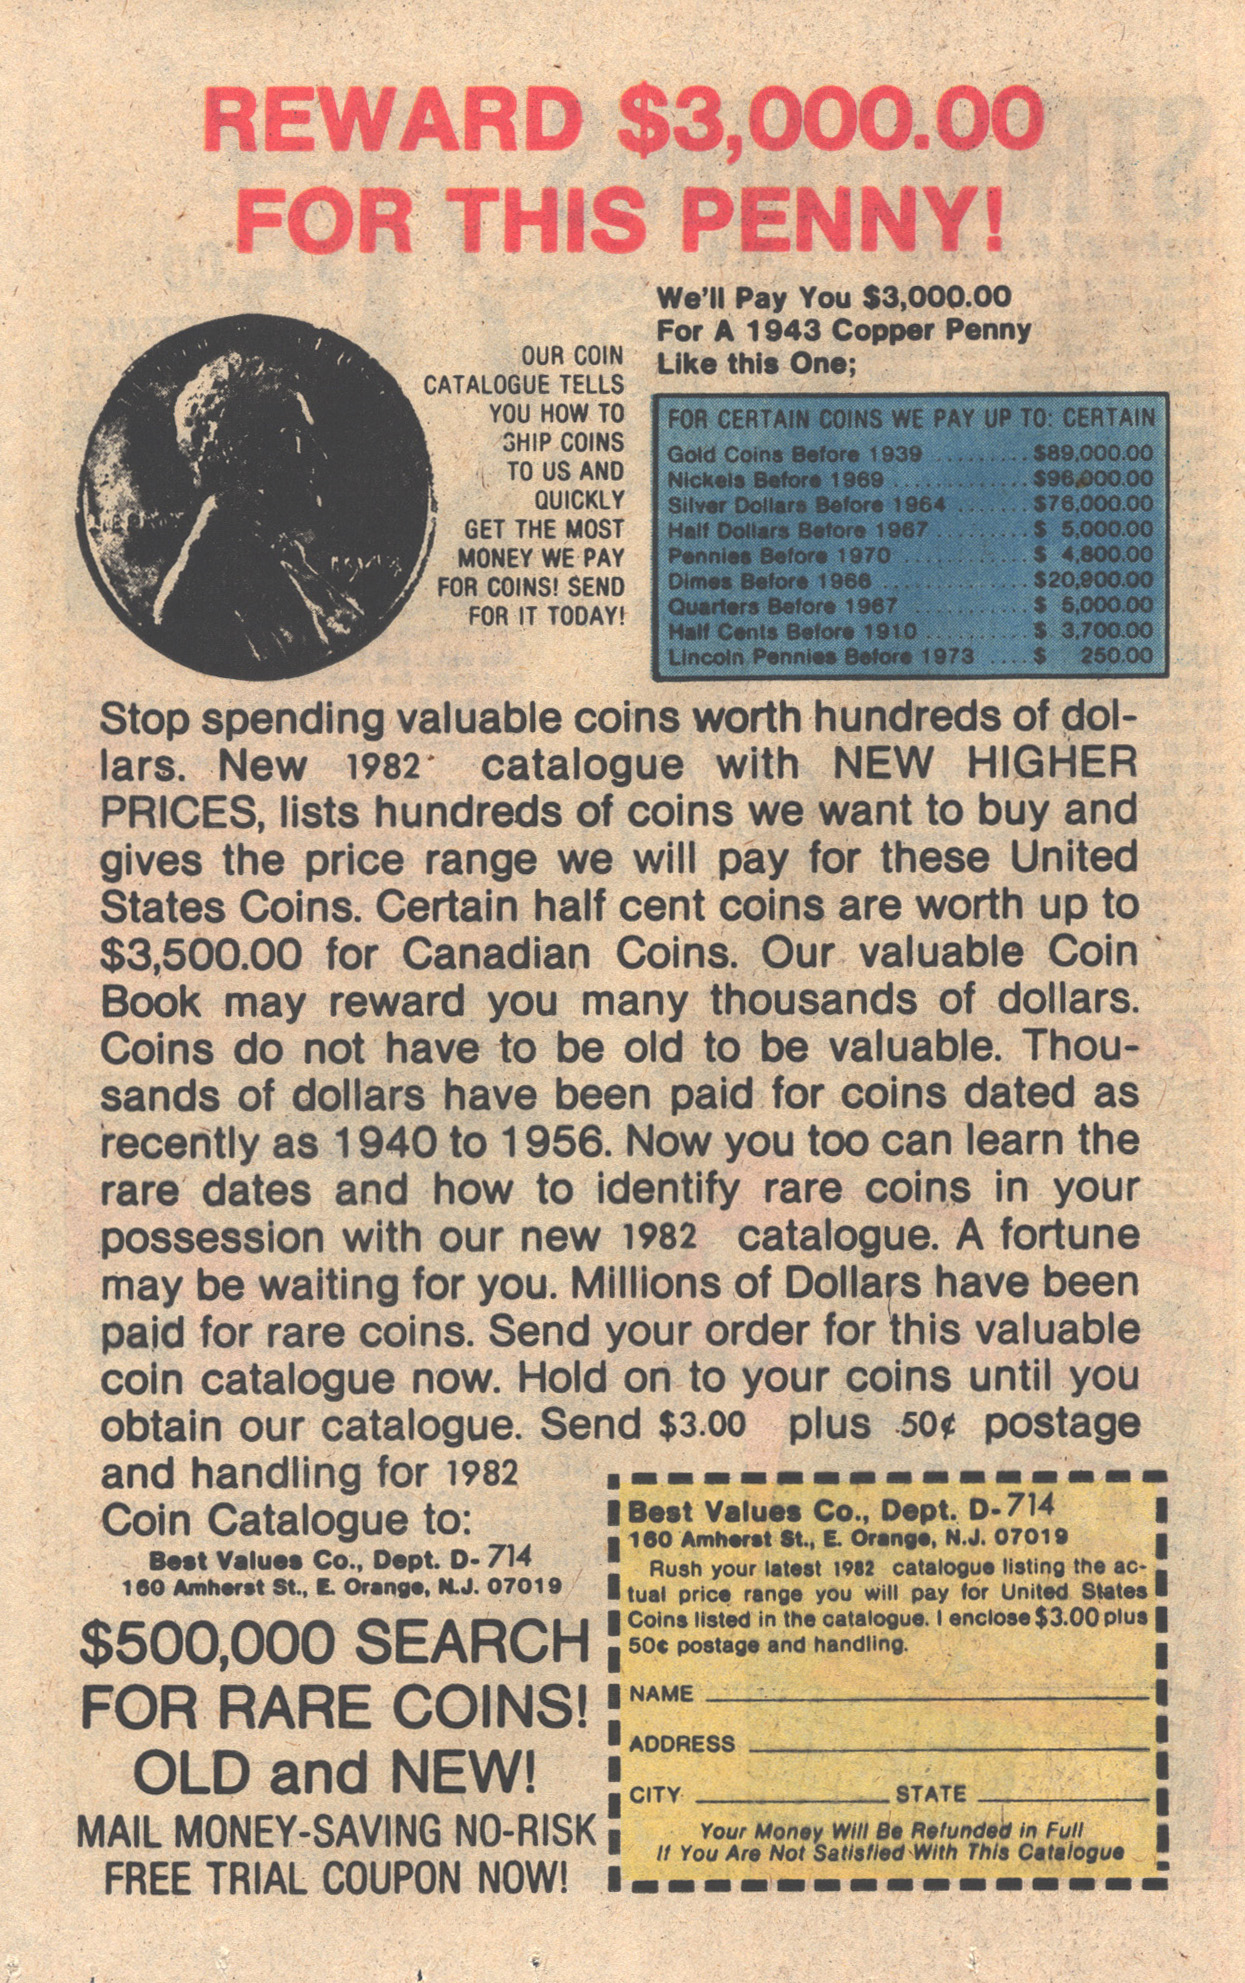 REWARD $3,000.00
FOR THIS PENNY!
OUR COIN
CATALOGUE TELLS
YOU HOW TO
SHIP COINS
TO US AND
QUICKLY
GET THE MOST
MONEY WE PAY
FOR COINS! SEND
FOR IT TODAY!
We'll Pay You $3,000.00
For A 1943 Copper Penny
Like this One;
FOR CERTAIN COINS WE PAY UP TO: CERTAIN
Gold Coins Before 1939 ......... $89,000.00
Nickels Before 1969 ............ $96,000.00
Silver Dollars Before 1964 ....... $76,000.00
Half Dollars Before 1967 ......... $ 5,000.00
Pennies Before 1970 ............ $ 4,800.00
Dimes Before 1966 ............. $20,900.00
Quarters Before 1967 ........... $ 5,000.00
Half Cents Before 1910 .......... $ 3,700.00
Lincoln Pennies Before 1973 .... $ 250.00
Stop spending valuable coins worth hundreds of dol-
lars. New 1982 catalogue with NEW HIGHER
PRICES, lists hundreds of coins we want to buy and
gives the price range we will pay for these United
States Coins. Certain half cent coins are worth up to
$3,500.00 for Canadian Coins. Our valuable Coin
Book may reward you many thousands of dollars.
Coins do not have to be old to be valuable. Thou-
sands of dollars have been paid for coins dated as
recently as 1940 to 1956. Now you too can learn the
rare dates and how to identify rare coins in your
possession with our new 1982 catalogue. A fortune
may be waiting for you. Millions of Dollars have been
paid for rare coins. Send your order for this valuable
coin catalogue now. Hold on to your coins until you
obtain our catalogue. Send $3.00 plus 50¢ postage
and handling for 1982
Coin Catalogue to:
Best Values Co., Dept. D-714
160 Amherst St., E. Orange, N.J. 07019
$500,000 SEARCH
FOR RARE COINS!
OLD and NEW!
MAIL MONEY-SAVING NO-RISK
FREE TRIAL COUPON NOW!
Best Values Co., Dept. D-714
160 Amherst St., E. Orange, N.J. 07019
Rush your latest 1982 catalogue listing the ac-
tual price range you will pay for United States
Coins listed in the catalogue. I enclose $3.00 plus
50¢ postage and handling.
NAME
ADDRESS
CITY STATE
Your Money Will Be Refunded in Full
If You Are Not Satisfied With This Catalogue